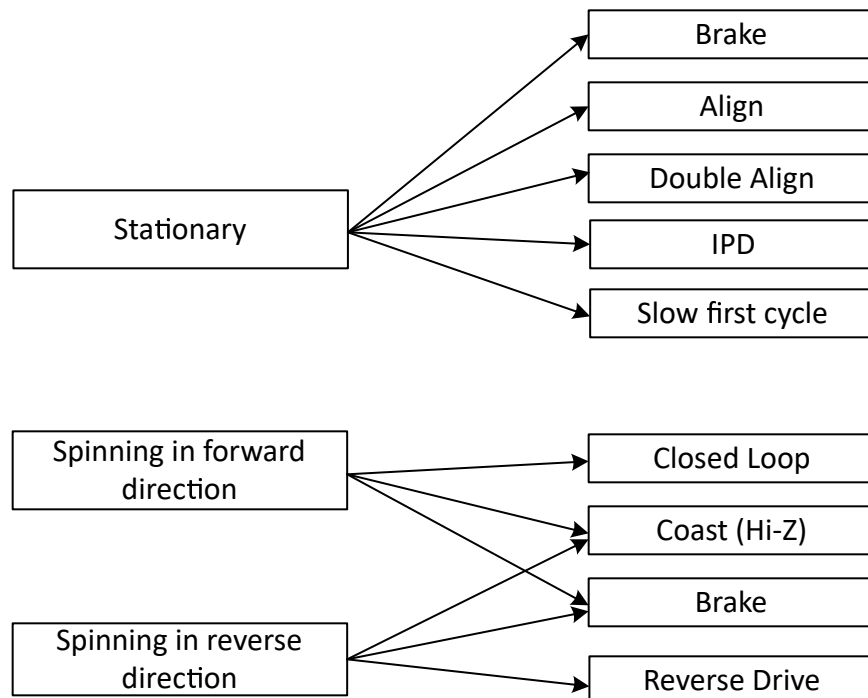 Brake
Align
Double Align
Stationary
IPD
Slow first cycle
Spinning in forward
direction
Closed Loop
Coast (Hi-Z)
Brake
Spinning in reverse
direction
Reverse Drive